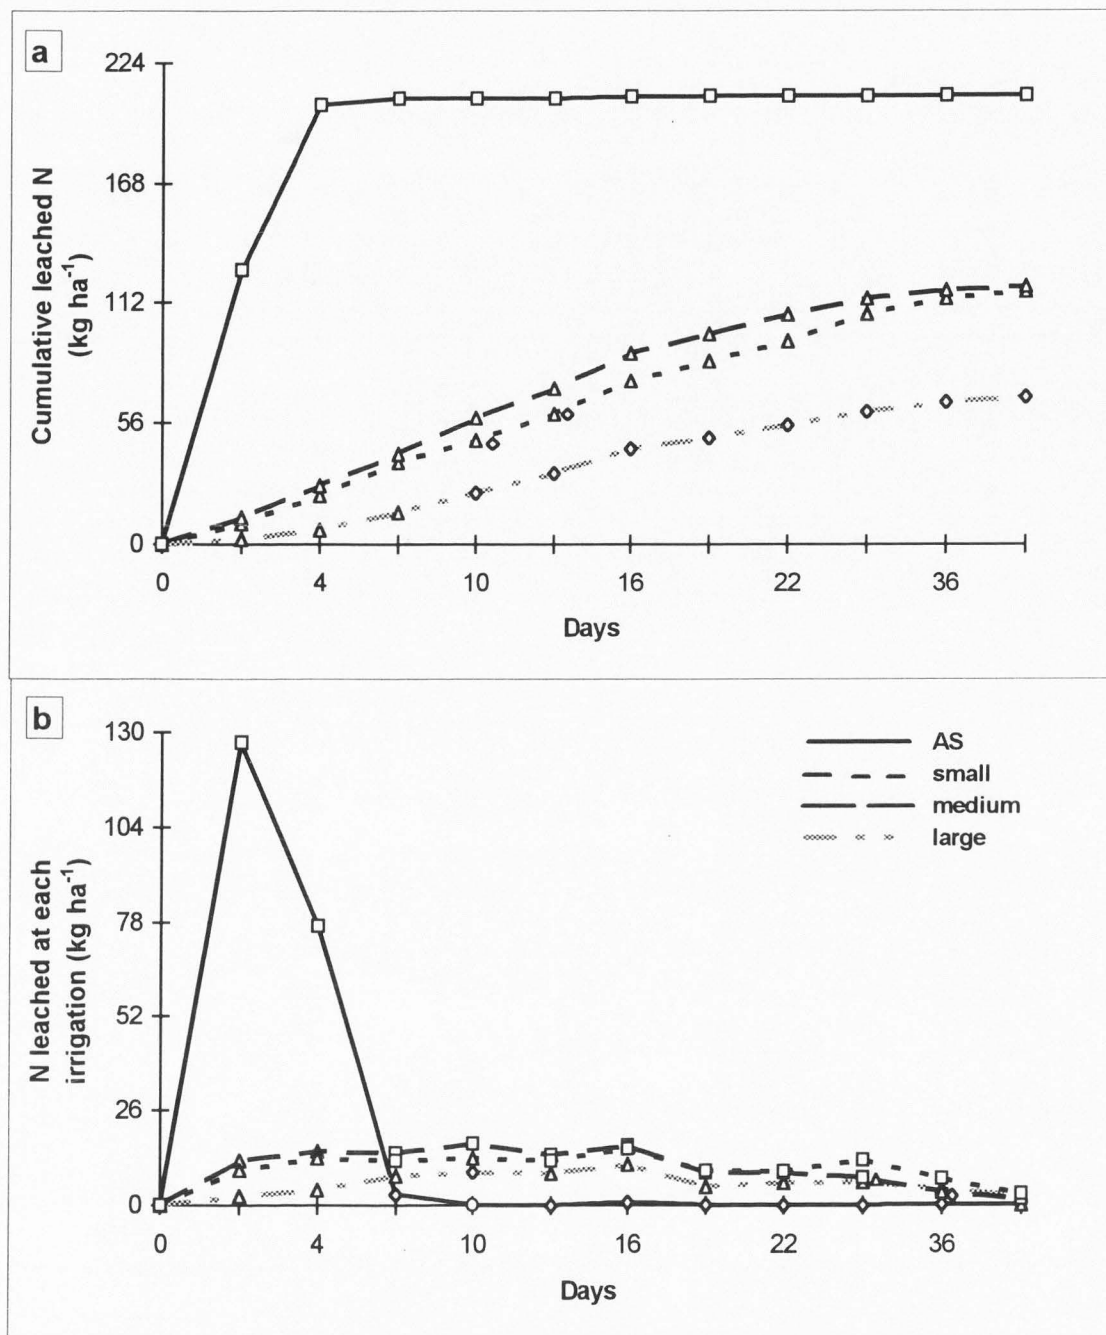 a
224
168
112
56
0
Cumulative leached N
(kg ha-1)
0 4 10 16 22 36
Days
b
130
104
78
52
26
0
N leached at each
irrigation (kg ha-1)
AS
small
medium
large
0 4 10 16 22 36
Days